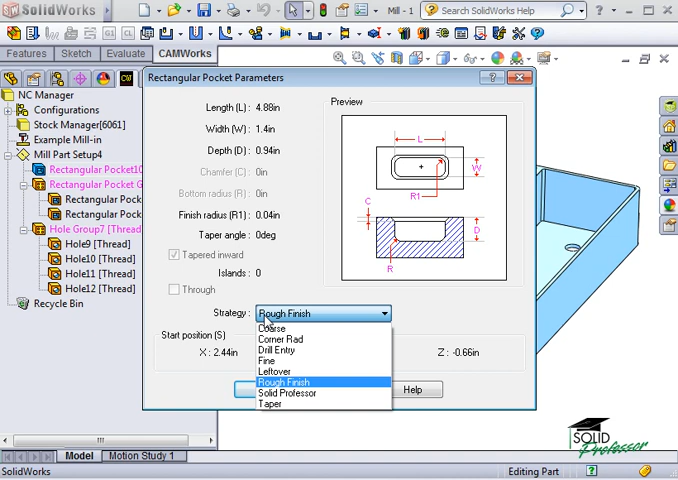 SolidWorks
Mill - 1
Search SolidWorks Help
Features
Sketch
Evaluate
CAMWorks
NC Manager
Configurations
Stock Manager[6061]
Example Mill-in
Mill Part Setup4
Rectangular Pocket10
Rectangular Pocket G
Rectangular Pock
Rectangular Pock
Hole Group7 [Thread]
Hole9 [Thread]
Hole10 [Thread]
Hole11 [Thread]
Hole12 [Thread]
Recycle Bin
Rectangular Pocket Parameters
Length (L) : 4.88in
Width (W) : 1.4in
Depth (D) : 0.94in
Chamfer (C) : 0in
Bottom radius (R) : 0in
Finish radius (R1) : 0.04in
Taper angle : 0deg
Tapered inward
Islands : 0
Through
Strategy :
Rough Finish
Coarse
Corner Rad
Drill Entry
Fine
Leftover
Rough Finish
Solid Professor
Taper
Start position (S)
X : 2.44in
Z : -0.66in
Help
Preview
L
W
R1
C
D
R
SOLID
Professor
Model
Motion Study 1
SolidWorks
Editing Part